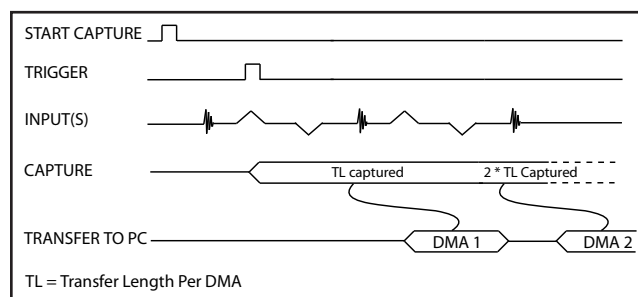 START CAPTURE
TRIGGER
INPUT(S)
CAPTURE
TL captured
2 * TL Captured
TRANSFER TO PC
DMA 1
DMA 2
TL = Transfer Length Per DMA